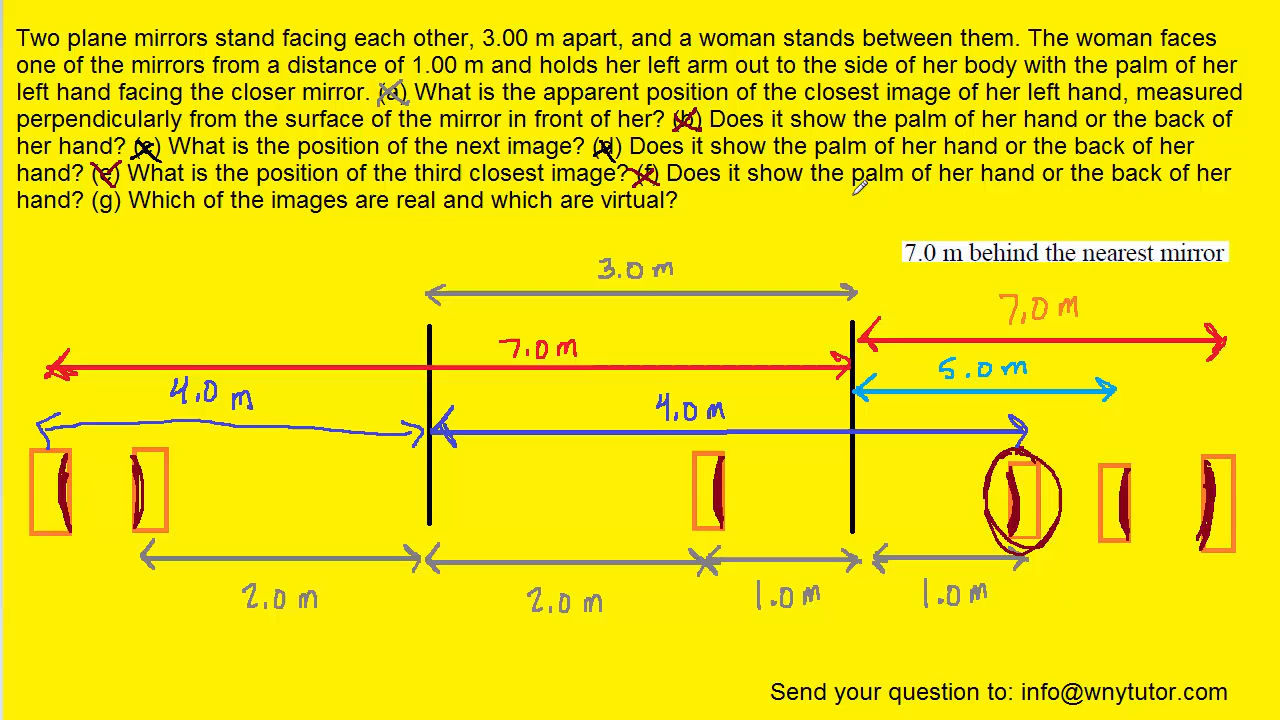 Two plane mirrors stand facing each other, 3.00 m apart, and a woman stands between them. The woman faces
one of the mirrors from a distance of 1.00 m and holds her left arm out to the side of her body with the palm of her
left hand facing the closer mirror. (a) What is the apparent position of the closest image of her left hand, measured
perpendicularly from the surface of the mirror in front of her? (b) Does it show the palm of her hand or the back of
her hand? (c) What is the position of the next image? (d) Does it show the palm of her hand or the back of her
hand? (e) What is the position of the third closest image? (f) Does it show the palm of her hand or the back of her
hand? (g) Which of the images are real and which are virtual?
7.0 m behind the nearest mirror
3.0 m
7.0 m
7.0 m
5.0 m
4.0 m
4.0 m
2.0 m
2.0 m
1.0 m
1.0 m
Send your question to: info@wnytutor.com